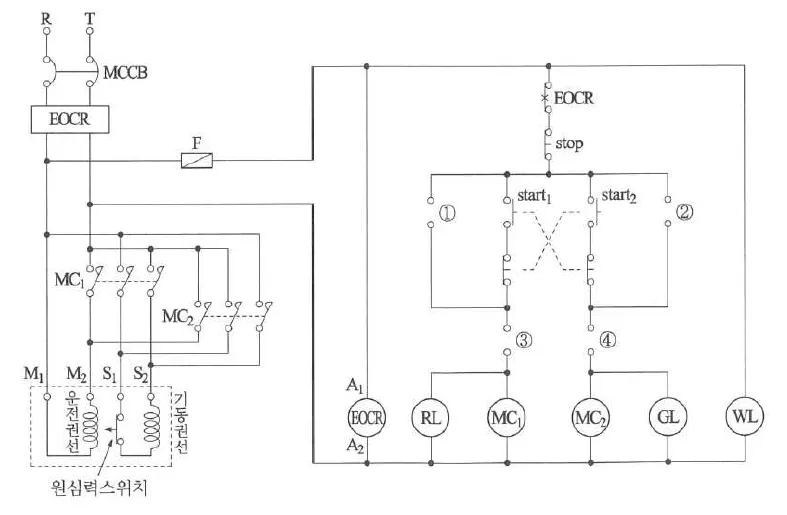 R T
MCCB
EOCR
F
EOCR
stop
① start₁ start₂ ②
MC₁
MC₂
③ ④
M₁ M₂ S₁ S₂
운전권선
기동권선
A₁
EOCR RL MC₁ MC₂ GL WL
A₂
원심력스위치